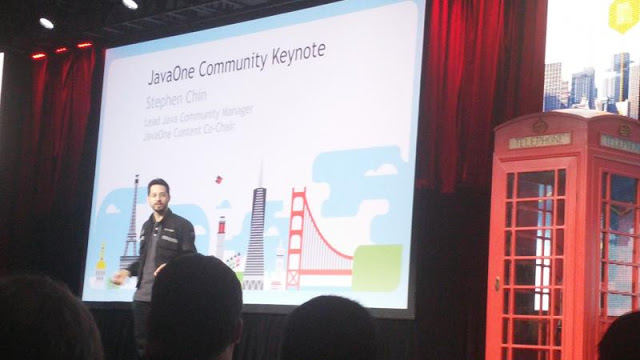 JavaOne Community Keynote
Stephen Chin
Lead Java Community Manager
JavaOne Content Co-Chair
TELEPHONE
TELEPHONE